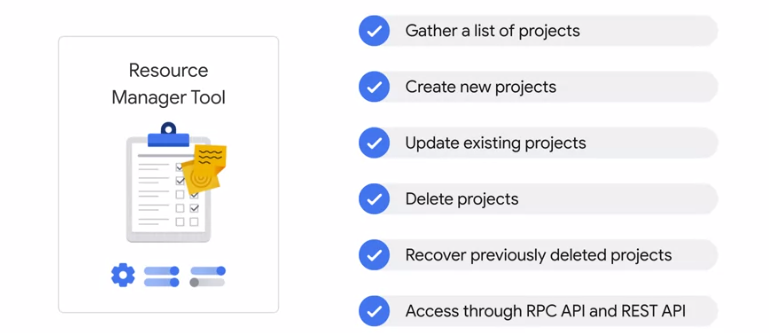 Resource
Manager Tool
Gather a list of projects
Create new projects
Update existing projects
Delete projects
Recover previously deleted projects
Access through RPC API and REST API